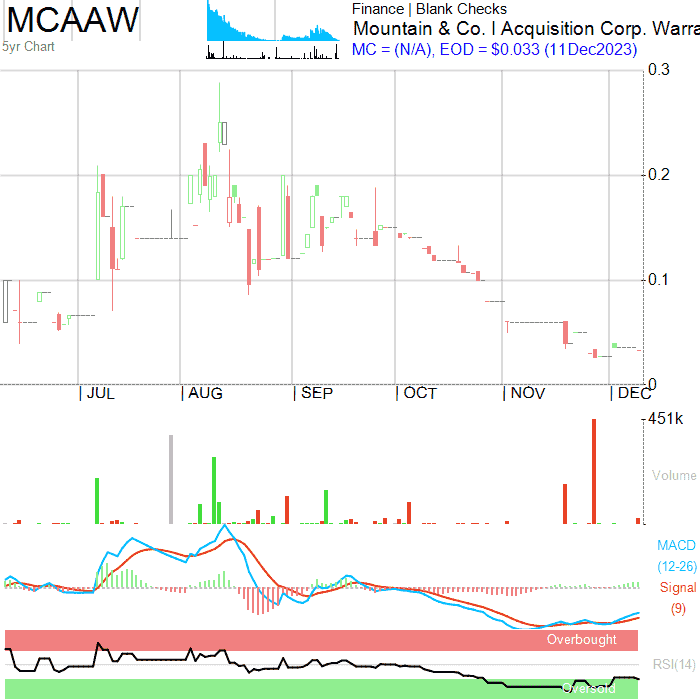 MCAAW
5yr Chart
Finance | Blank Checks
Mountain & Co. I Acquisition Corp. Warra
MC = (N/A), EOD = $0.033 (11Dec2023)
0.3
0.2
0.1
0
JUL AUG SEP OCT NOV DEC
451k
Volume
MACD
(12-26)
Signal
(9)
Overbought
RSI(14)
Oversold